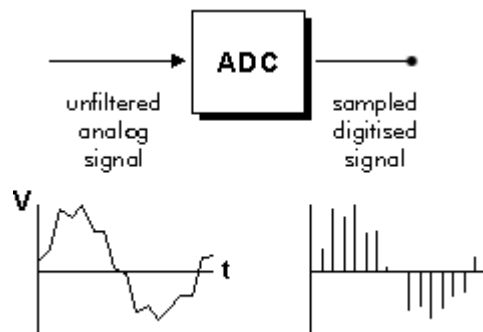 ADC
unfiltered
analog
signal
sampled
digitised
signal
V
t